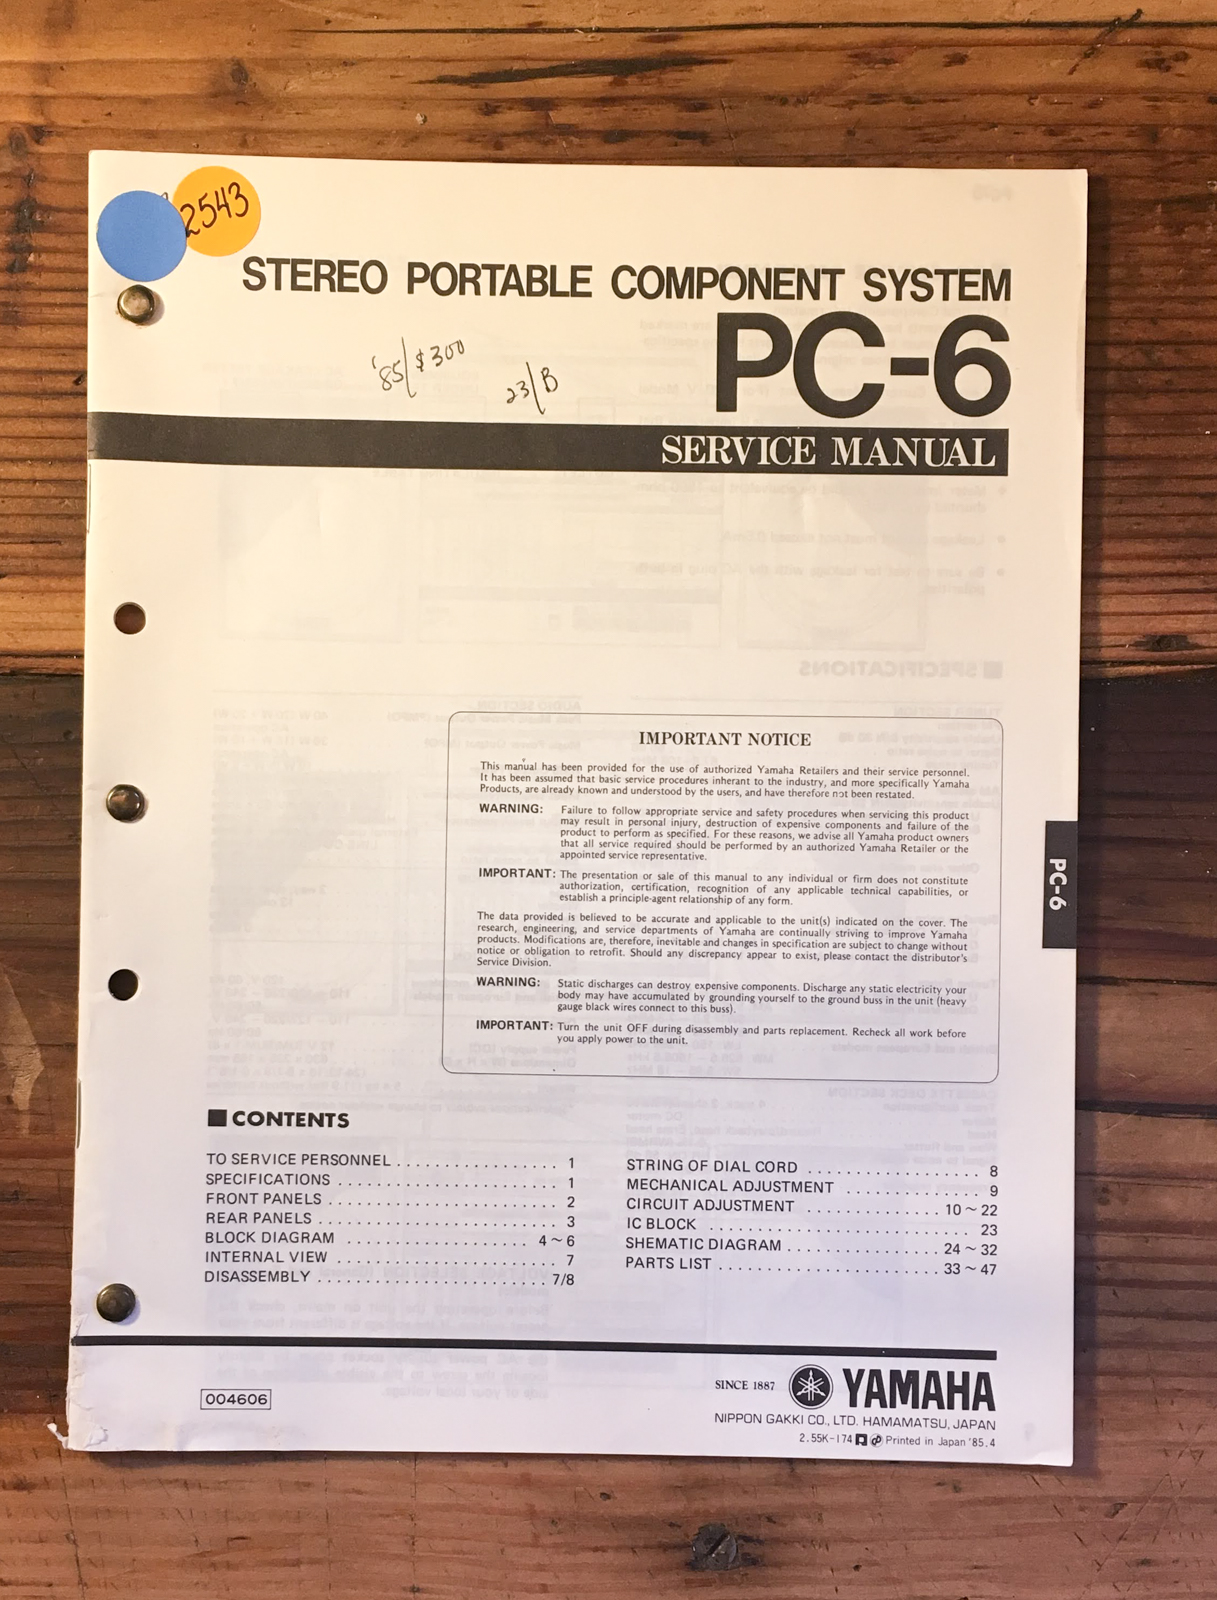 2543
STEREO PORTABLE COMPONENT SYSTEM
PC-6
'85/$300
23/B
SERVICE MANUAL
IMPORTANT NOTICE
This manual has been provided for the use of authorized Yamaha Retailers and their service personnel.
It has been assumed that basic service procedures inherant to the industry, and more specifically Yamaha
Products, are already known and understood by the users, and have therefore not been restated.
WARNING: Failure to follow appropriate service and safety procedures when servicing this product
may result in personal injury, destruction of expensive components and failure of the
product to perform as specified. For these reasons, we advise all Yamaha product owners
that all service required should be performed by an authorized Yamaha Retailer or the
appointed service representative.
IMPORTANT: The presentation or sale of this manual to any individual or firm does not constitute
authorization, certification, recognition of any applicable technical capabilities, or
establish a principle-agent relationship of any form.
The data provided is believed to be accurate and applicable to the unit(s) indicated on the cover. The
research, engineering, and service departments of Yamaha are continually striving to improve Yamaha
products. Modifications are, therefore, inevitable and changes in specification are subject to change without
notice or obligation to retrofit. Should any discrepancy appear to exist, please contact the distributor's
Service Division.
WARNING: Static discharges can destroy expensive components. Discharge any static electricity your
body may have accumulated by grounding yourself to the ground buss in the unit (heavy
gauge black wires connect to this buss).
IMPORTANT: Turn the unit OFF during disassembly and parts replacement. Recheck all work before
you apply power to the unit.
PC-6
■ CONTENTS
TO SERVICE PERSONNEL . . . . . . . . . . . . . . . . . 1
SPECIFICATIONS . . . . . . . . . . . . . . . . . . . . . . . 1
FRONT PANELS . . . . . . . . . . . . . . . . . . . . . . . . 2
REAR PANELS . . . . . . . . . . . . . . . . . . . . . . . . . 3
BLOCK DIAGRAM . . . . . . . . . . . . . . . . . . . 4 ~ 6
INTERNAL VIEW . . . . . . . . . . . . . . . . . . . . . . . 7
DISASSEMBLY . . . . . . . . . . . . . . . . . . . . . . . . 7/8
STRING OF DIAL CORD . . . . . . . . . . . . . . . . . . 8
MECHANICAL ADJUSTMENT . . . . . . . . . . . . . . 9
CIRCUIT ADJUSTMENT . . . . . . . . . . . . . 10 ~ 22
IC BLOCK . . . . . . . . . . . . . . . . . . . . . . . . . . . 23
SHEMATIC DIAGRAM . . . . . . . . . . . . . . . 24 ~ 32
PARTS LIST . . . . . . . . . . . . . . . . . . . . . . . 33 ~ 47
004606
SINCE 1887 YAMAHA
NIPPON GAKKI CO., LTD. HAMAMATSU, JAPAN
2.55K-174 Printed in Japan '85.4